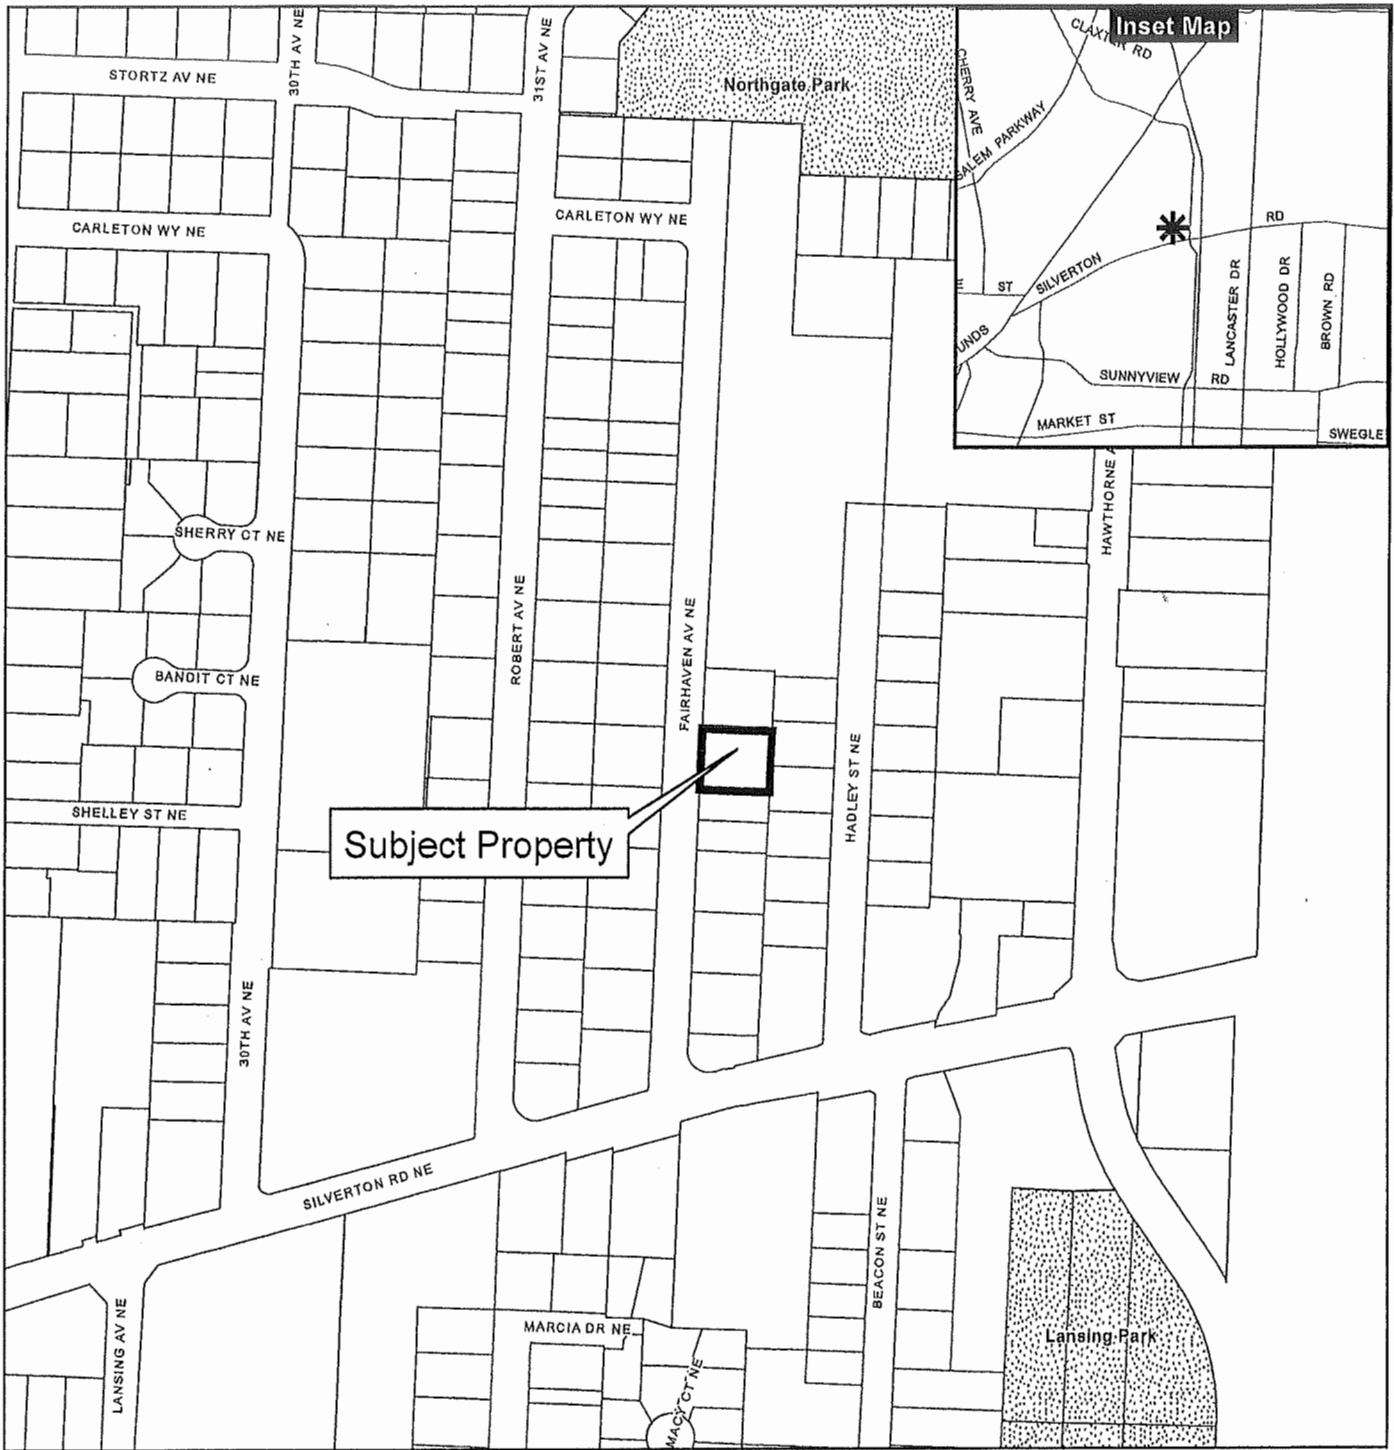 30TH AV NE
31ST AV NE
STORTZ AV NE
Northgate Park
CARLETON WY NE
CARLETON WY NE
SHERRY CT NE
BANDIT CT NE
ROBERT AV NE
FAIRHAVEN AV NE
HADLEY ST NE
HAWTHORNE A
SHELLEY ST NE
Subject Property
30TH AV NE
SILVERTON RD NE
LANSING AV NE
MARCIA DR NE
MACY CT NE
BEACON ST NE
Lansing Park
Inset Map
CLAXTER RD
CHERRY AVE
SALEM PARKWAY
RD
SILVERTON
E
ST
UNDS
LANCASTER DR
HOLLYWOOD DR
BROWN RD
SUNNYVIEW
RD
MARKET ST
SWEGLE